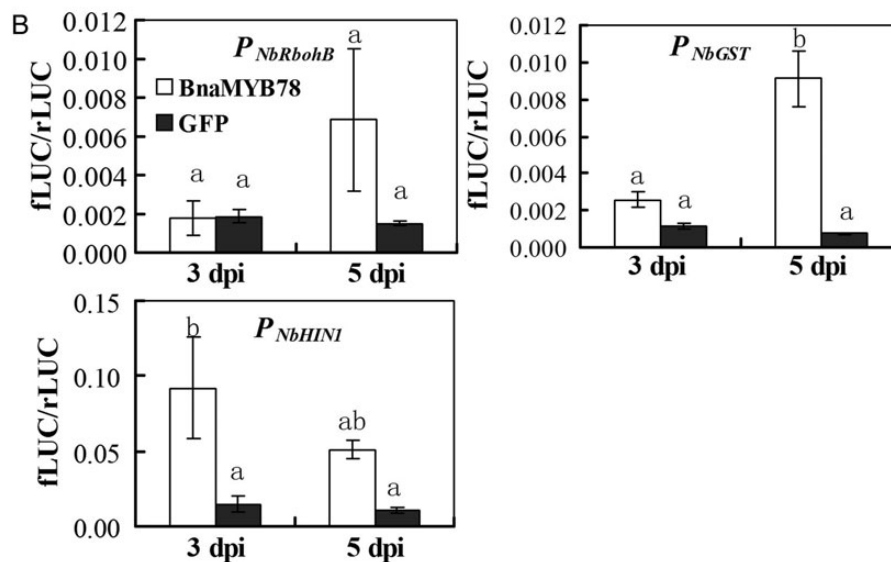 B
P NbRbohB
BnaMYB78
GFP
fLUC/rLUC
0.012
0.010
0.008
0.006
0.004
0.002
0.000
a
a
a
a
3 dpi
5 dpi
P NbGST
fLUC/rLUC
0.012
0.010
0.008
0.006
0.004
0.002
0.000
a
a
b
a
3 dpi
5 dpi
P NbHIN1
fLUC/rLUC
0.15
0.10
0.05
0.00
b
a
ab
a
3 dpi
5 dpi